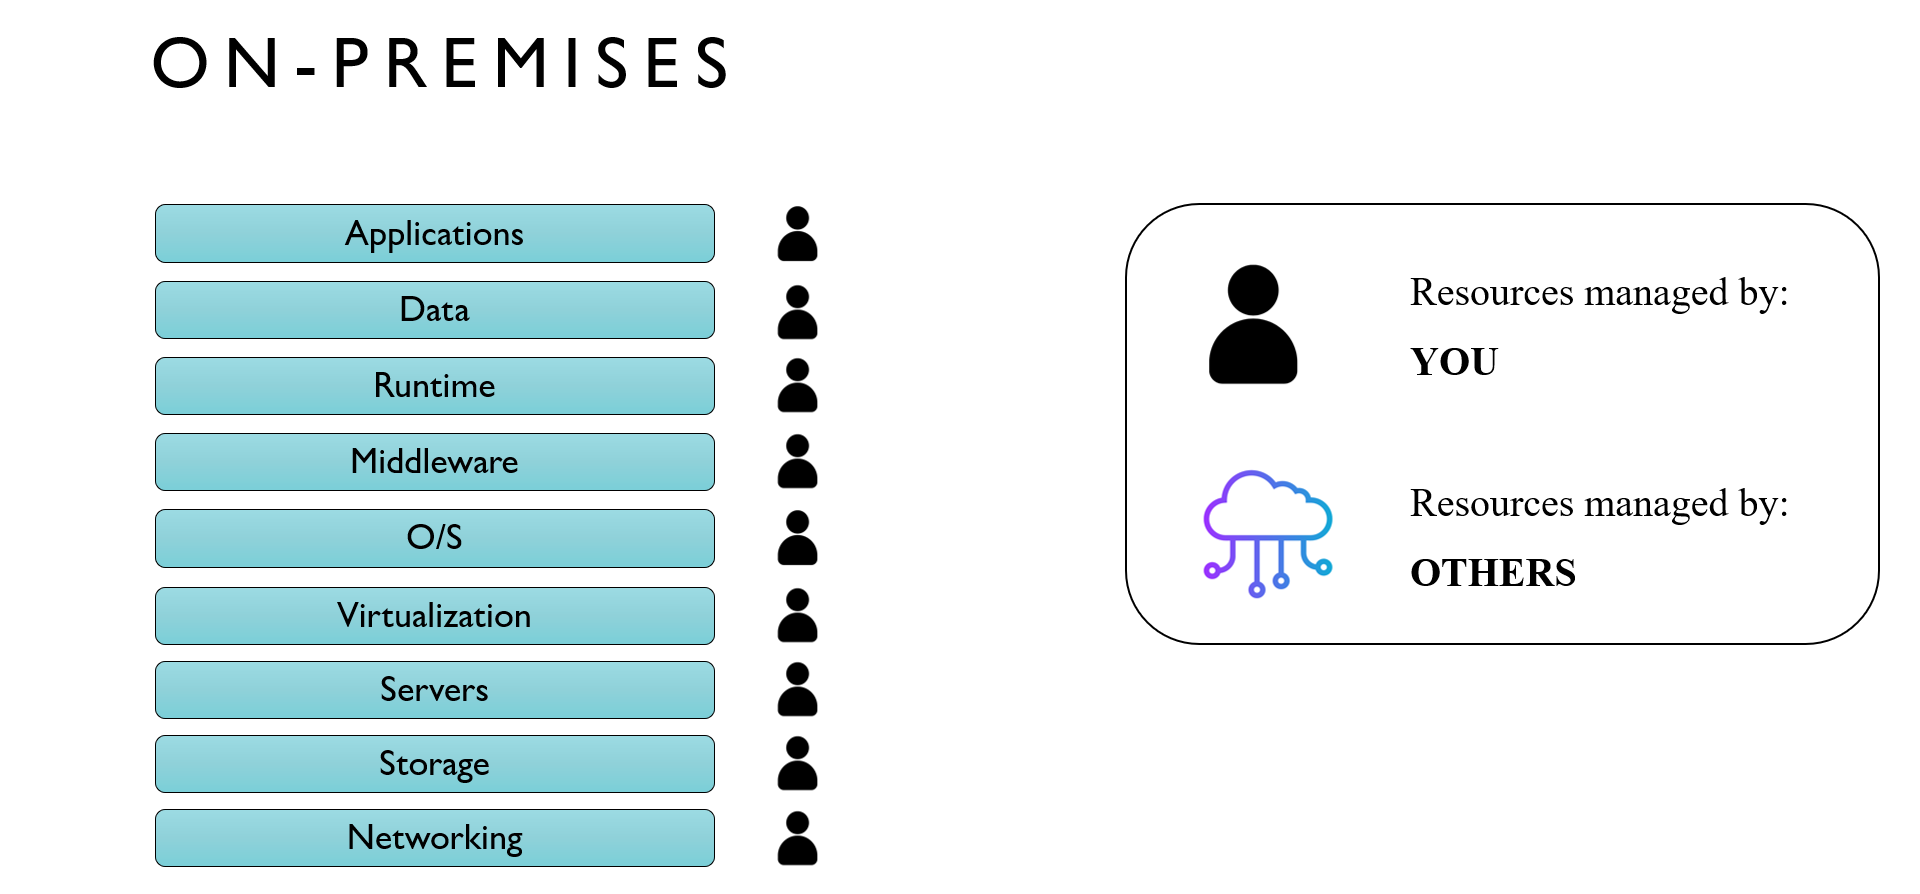 ON-PREMISES
Applications
Data
Runtime
Middleware
O/S
Virtualization
Servers
Storage
Networking
Resources managed by:
YOU
Resources managed by:
OTHERS